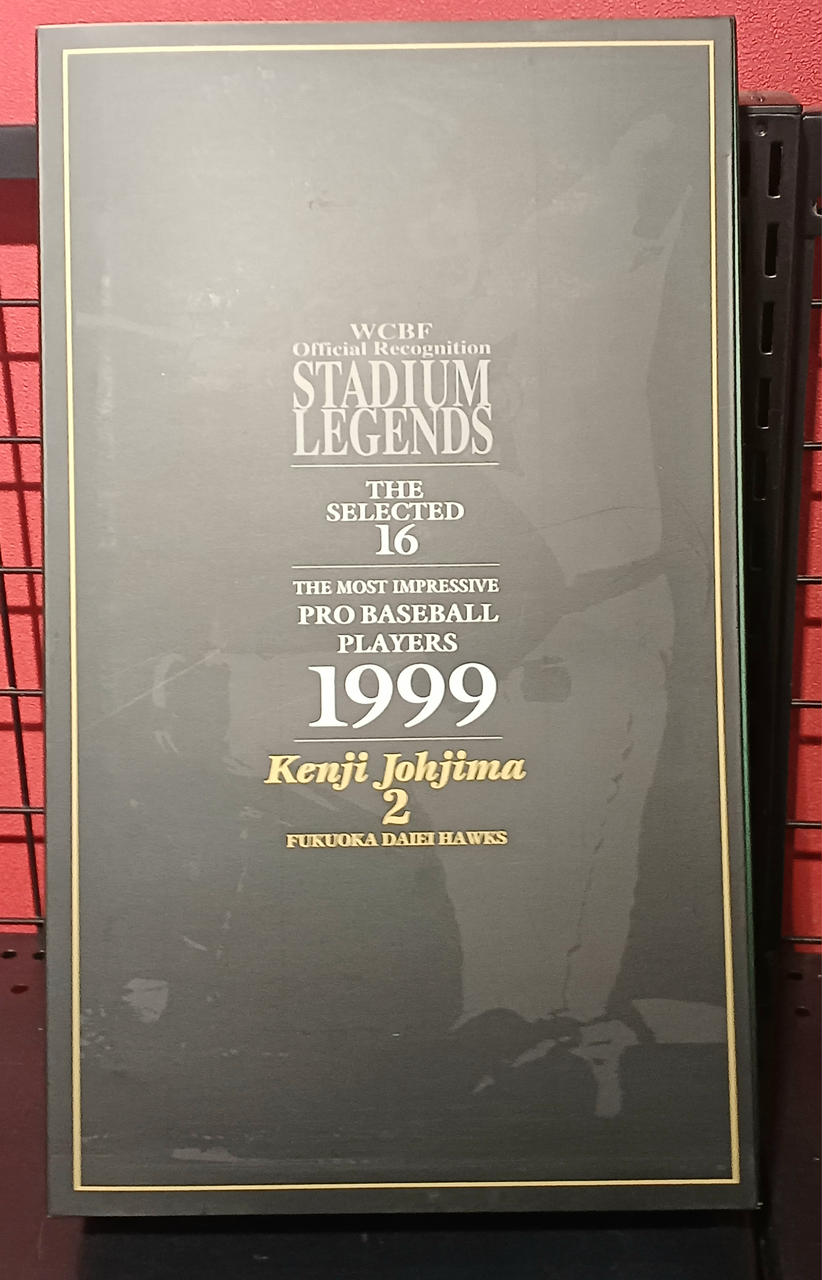 WCBF
Official Recognition
STADIUM
LEGENDS
THE
SELECTED
16
THE MOST IMPRESSIVE
PRO BASEBALL
PLAYERS
1999
Kenji Johjima
2
FUKUOKA DAIEI HAWKS